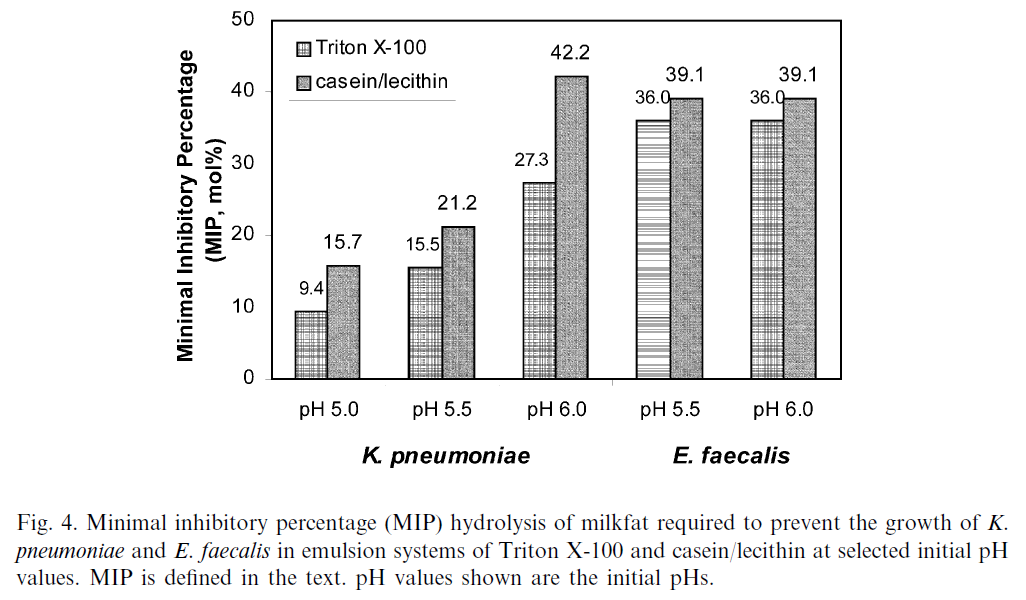 50
40
30
20
10
0
Minimal Inhibitory Percentage
(MIP, mol%)
Triton X-100
casein/lecithin
9.4
15.7
15.5
21.2
27.3
42.2
36.0
39.1
36.0
39.1
pH 5.0 pH 5.5 pH 6.0 pH 5.5 pH 6.0
K. pneumoniae E. faecalis
Fig. 4. Minimal inhibitory percentage (MIP) hydrolysis of milkfat required to prevent the growth of K.
pneumoniae and E. faecalis in emulsion systems of Triton X-100 and casein/lecithin at selected initial pH
values. MIP is defined in the text. pH values shown are the initial pHs.